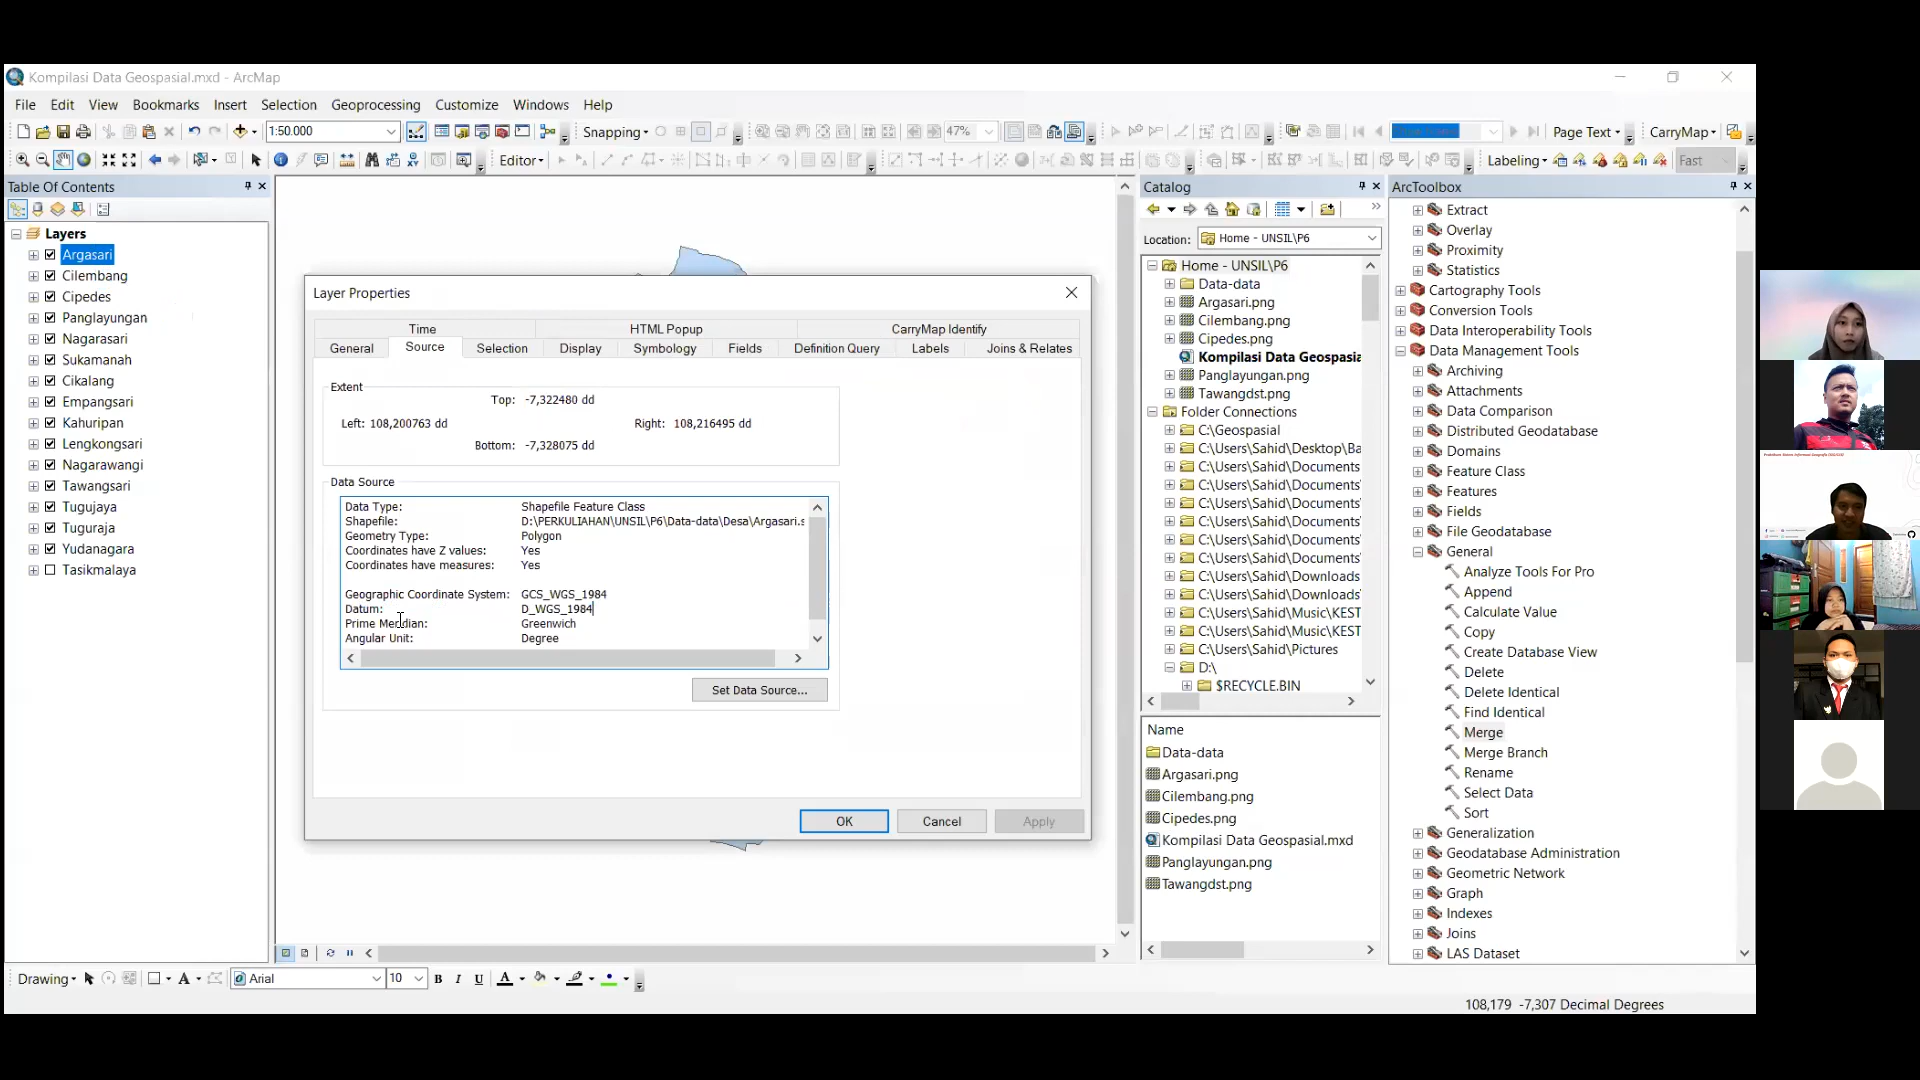 Kompilasi Data Geospasial.mxd - ArcMap
File Edit View Bookmarks Insert Selection Geoprocessing Customize Windows Help
1:50.000 Snapping 47% Page Text CarryMap
Editor Labeling Fast
Table Of Contents
Layers
Argasari
Cilembang
Cipedes
Panglayungan
Nagarasari
Sukamanah
Cikalang
Empangsari
Kahuripan
Lengkongsari
Nagarawangi
Tawangsari
Tugujaya
Tuguraja
Yudanagara
Tasikmalaya
Layer Properties
Time HTML Popup CarryMap Identify
General Source Selection Display Symbology Fields Definition Query Labels Joins & Relates
Extent
Top: -7,322480 dd
Left: 108,200763 dd Right: 108,216495 dd
Bottom: -7,328075 dd
Data Source
Data Type: Shapefile Feature Class
Shapefile: D:\PERKULIAHAN\UNSIL\P6\Data-data\Desa\Argasari.s
Geometry Type: Polygon
Coordinates have Z values: Yes
Coordinates have measures: Yes
Geographic Coordinate System: GCS_WGS_1984
Datum: D_WGS_1984
Prime Meridian: Greenwich
Angular Unit: Degree
Set Data Source...
OK Cancel Apply
Catalog
Location: Home - UNSIL\P6
Home - UNSIL\P6
Data-data
Argasari.png
Cilembang.png
Cipedes.png
Kompilasi Data Geospasia
Panglayungan.png
Tawangdst.png
Folder Connections
C:\Geospasial
C:\Users\Sahid\Desktop\Ba
C:\Users\Sahid\Documents
C:\Users\Sahid\Documents'
C:\Users\Sahid\Documents'
C:\Users\Sahid\Documents'
C:\Users\Sahid\Documents'
C:\Users\Sahid\Documents'
C:\Users\Sahid\Downloads
C:\Users\Sahid\Downloads'
C:\Users\Sahid\Music\KEST
C:\Users\Sahid\Music\KEST
C:\Users\Sahid\Pictures
D:\
$RECYCLE.BIN
Name
Data-data
Argasari.png
Cilembang.png
Cipedes.png
Kompilasi Data Geospasial.mxd
Panglayungan.png
Tawangdst.png
ArcToolbox
Extract
Overlay
Proximity
Statistics
Cartography Tools
Conversion Tools
Data Interoperability Tools
Data Management Tools
Archiving
Attachments
Data Comparison
Distributed Geodatabase
Domains
Feature Class
Features
Fields
File Geodatabase
General
Analyze Tools For Pro
Append
Calculate Value
Copy
Create Database View
Delete
Delete Identical
Find Identical
Merge
Merge Branch
Rename
Select Data
Sort
Generalization
Geodatabase Administration
Geometric Network
Graph
Indexes
Joins
LAS Dataset
Drawing A Arial 10 B I U A
108,179 -7,307 Decimal Degrees